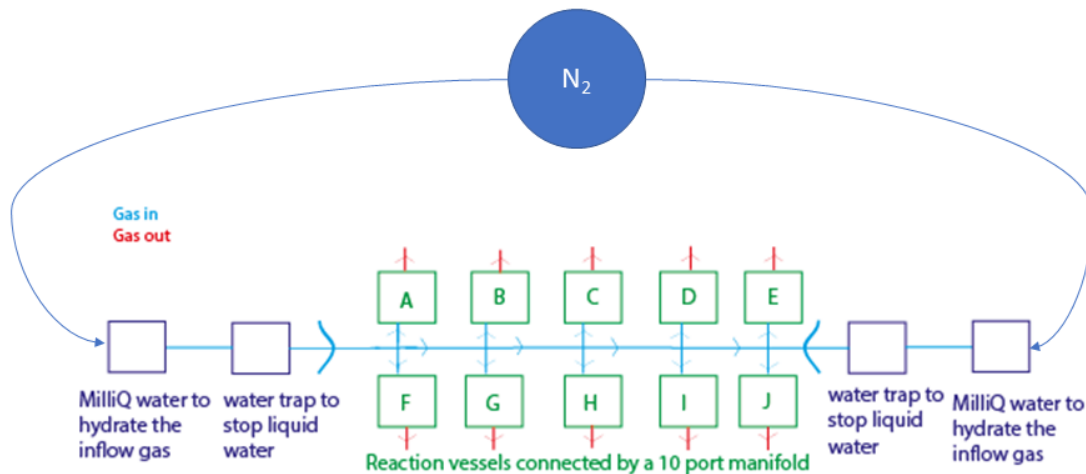 N₂
Gas in
Gas out
A
B
C
D
E
F
G
H
I
J
MilliQ water to
hydrate the
inflow gas
water trap to
stop liquid
water
water trap to
stop liquid
water
MilliQ water to
hydrate the
inflow gas
Reaction vessels connected by a 10 port manifold